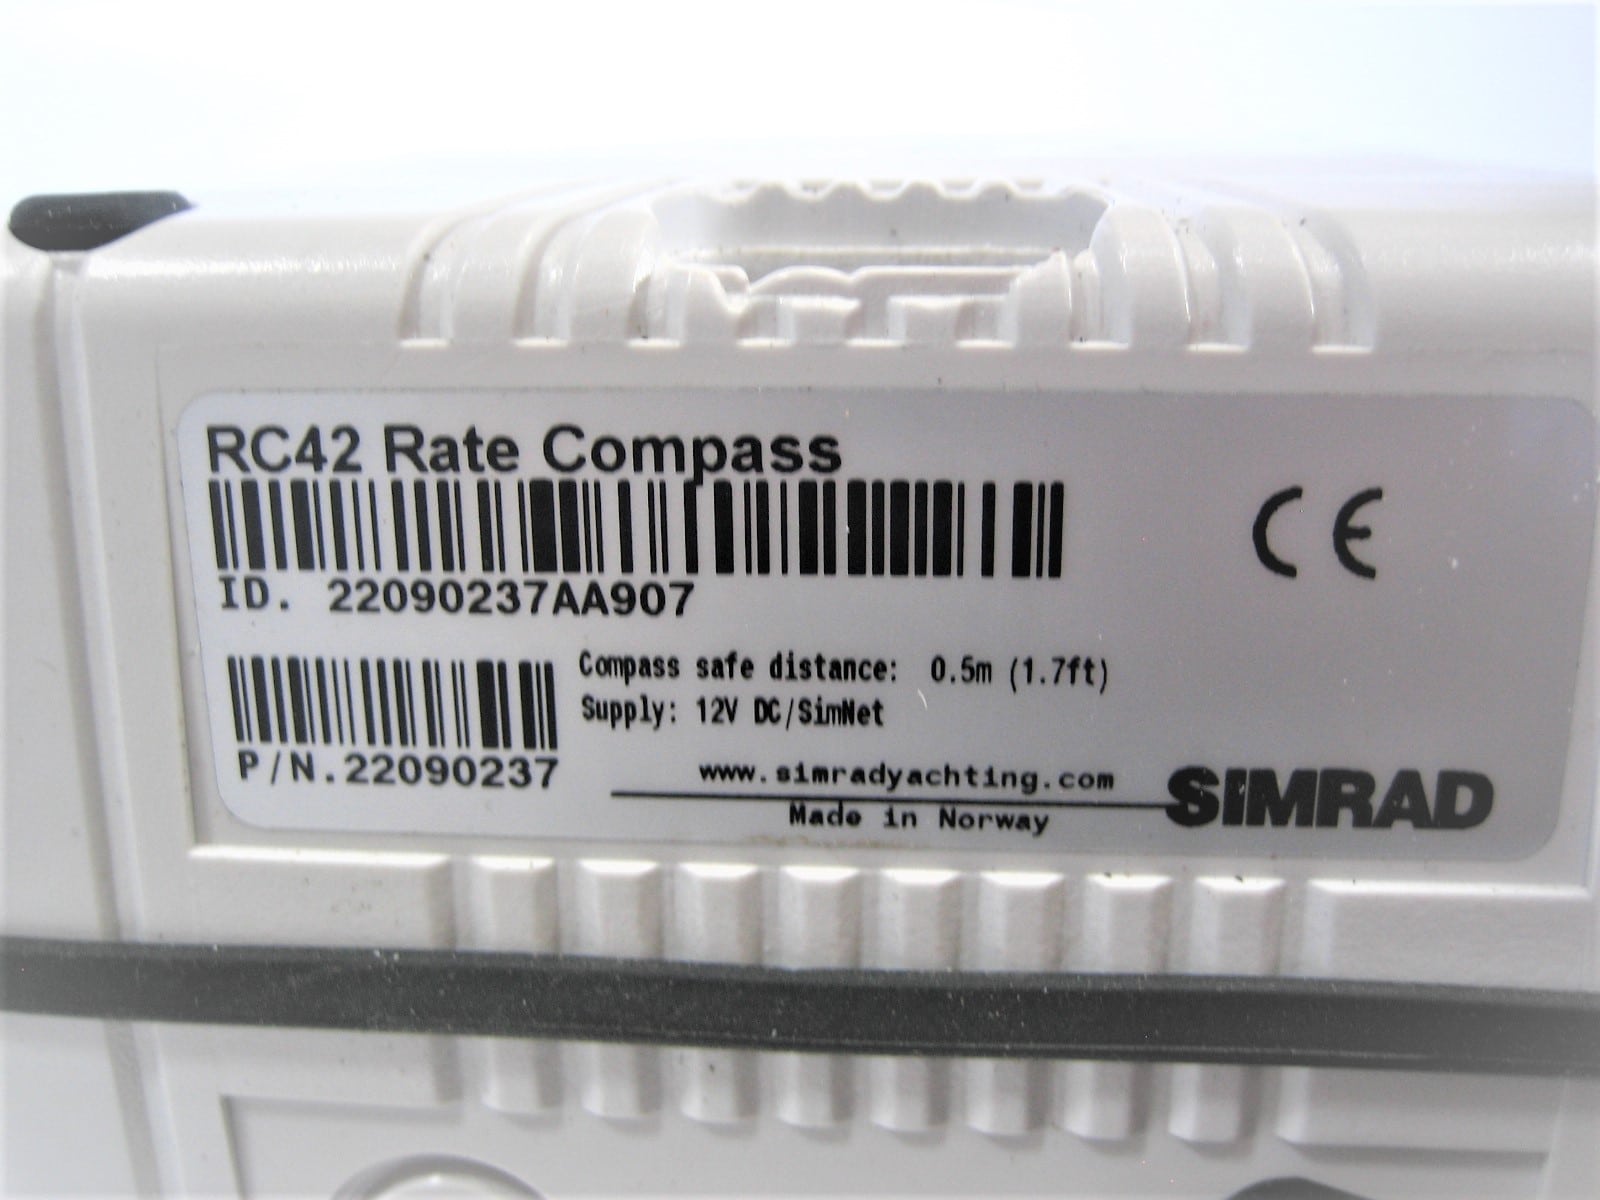 RC42 Rate Compass
CE
ID. 22090237AA907
Compass safe distance: 0.5m (1.7ft)
Supply: 12V DC/SimNet
P/N.22090237
www.simradyachting.com
SIMRAD
Made in Norway